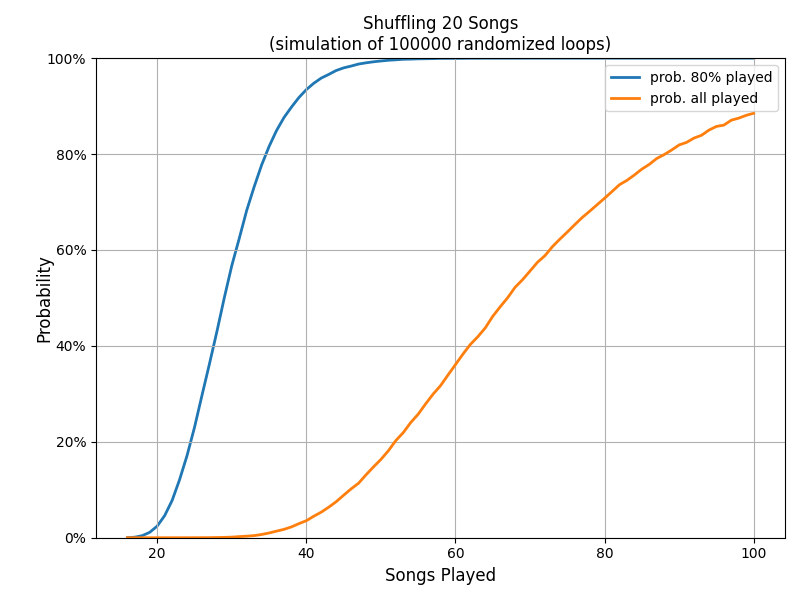 Shuffling 20 Songs
(simulation of 100000 randomized loops)
100%
80%
60%
40%
20%
0%
Probability
prob. 80% played
prob. all played
20 40 60 80 100
Songs Played